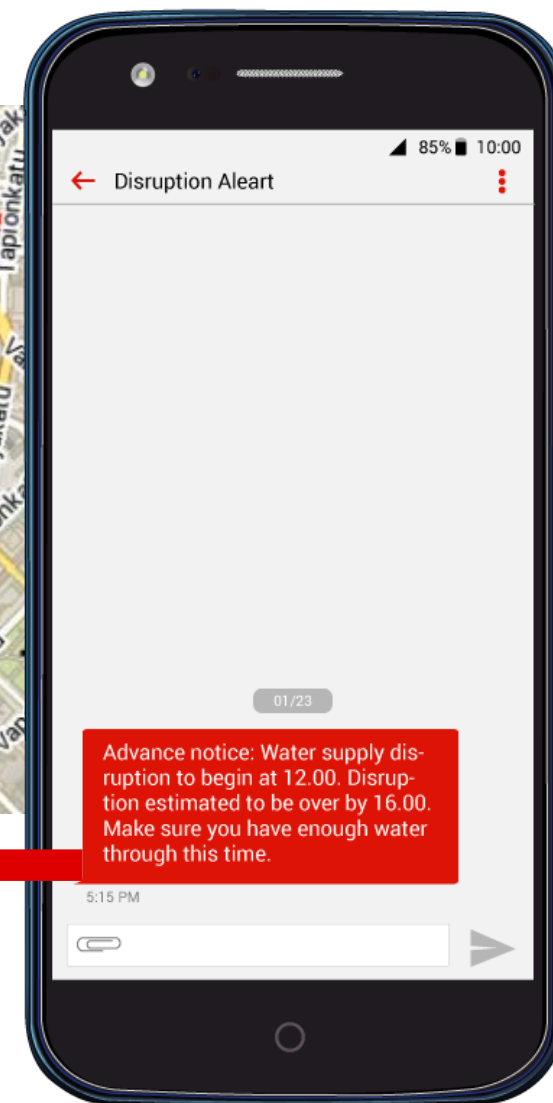 85% 10:00
Disruption Aleart
Tapionkatu
01/23
Advance notice: Water supply dis-
ruption to begin at 12.00. Disrup-
tion estimated to be over by 16.00.
Make sure you have enough water
through this time.
5:15 PM